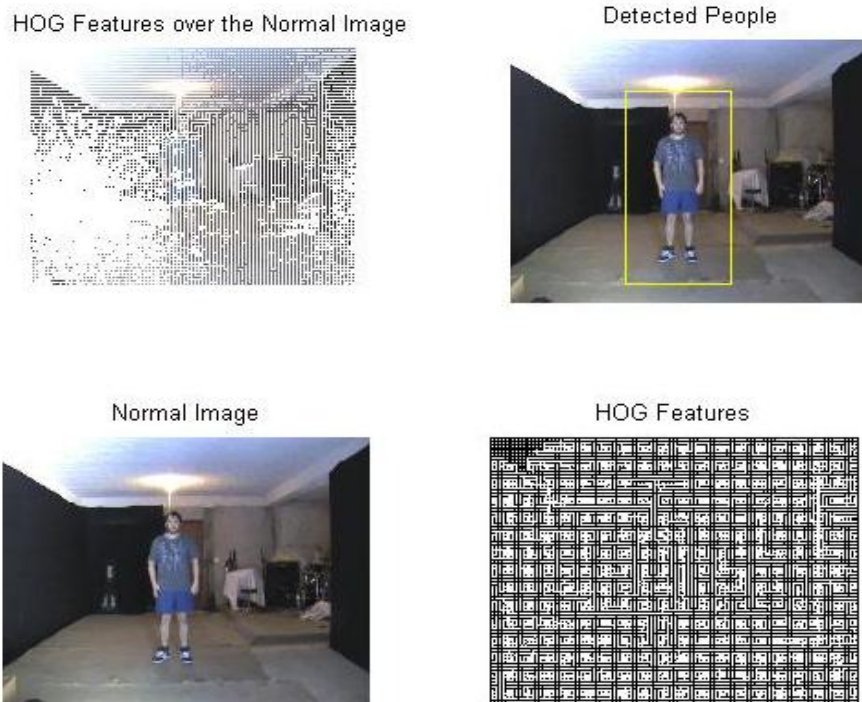 HOG Features over the Normal Image
Detected People
Normal Image
HOG Features